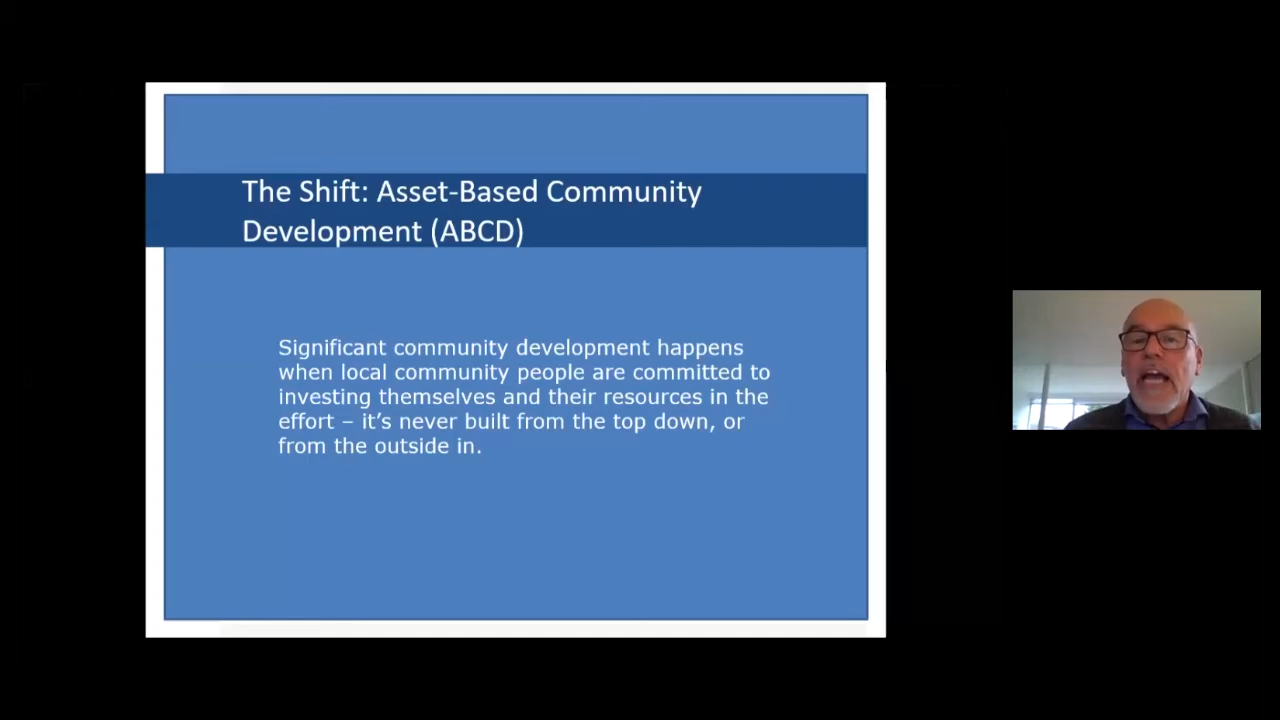 The Shift: Asset-Based Community
Development (ABCD)
Significant community development happens
when local community people are committed to
investing themselves and their resources in the
effort – it’s never built from the top down, or
from the outside in.